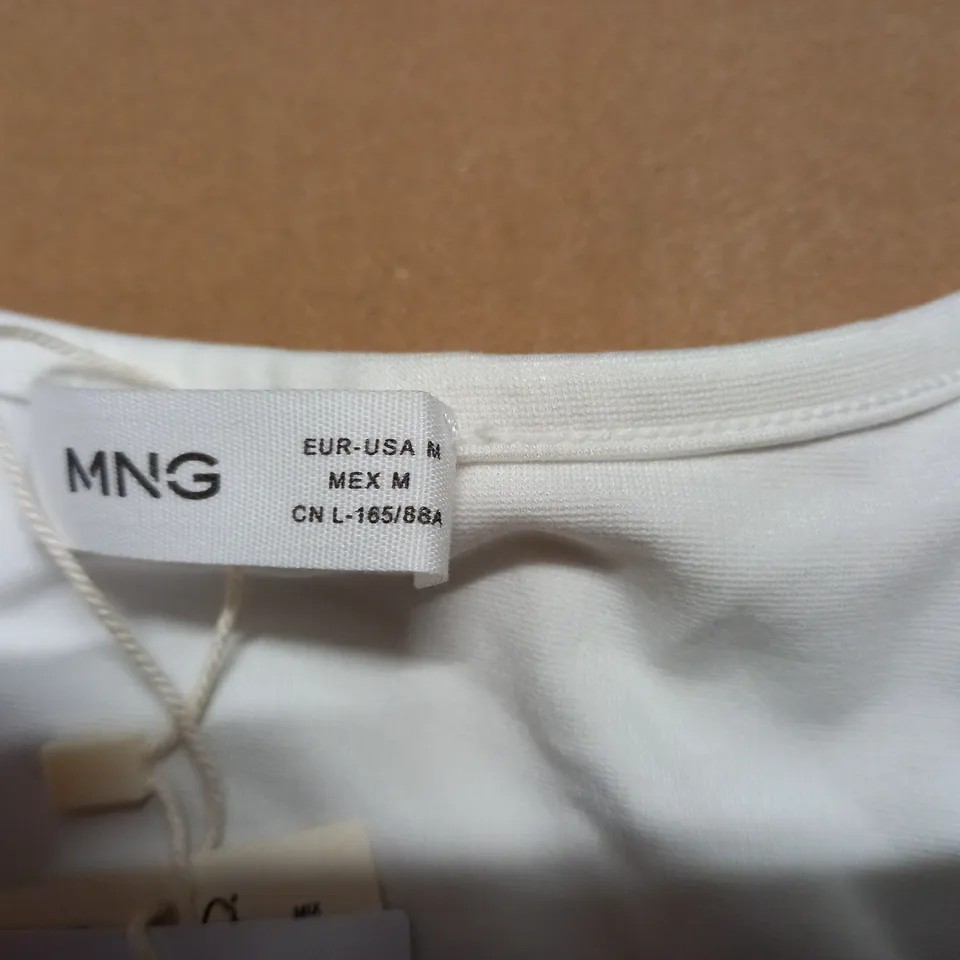 MNG
EUR-USA M
MEX M
CN L-165/88A